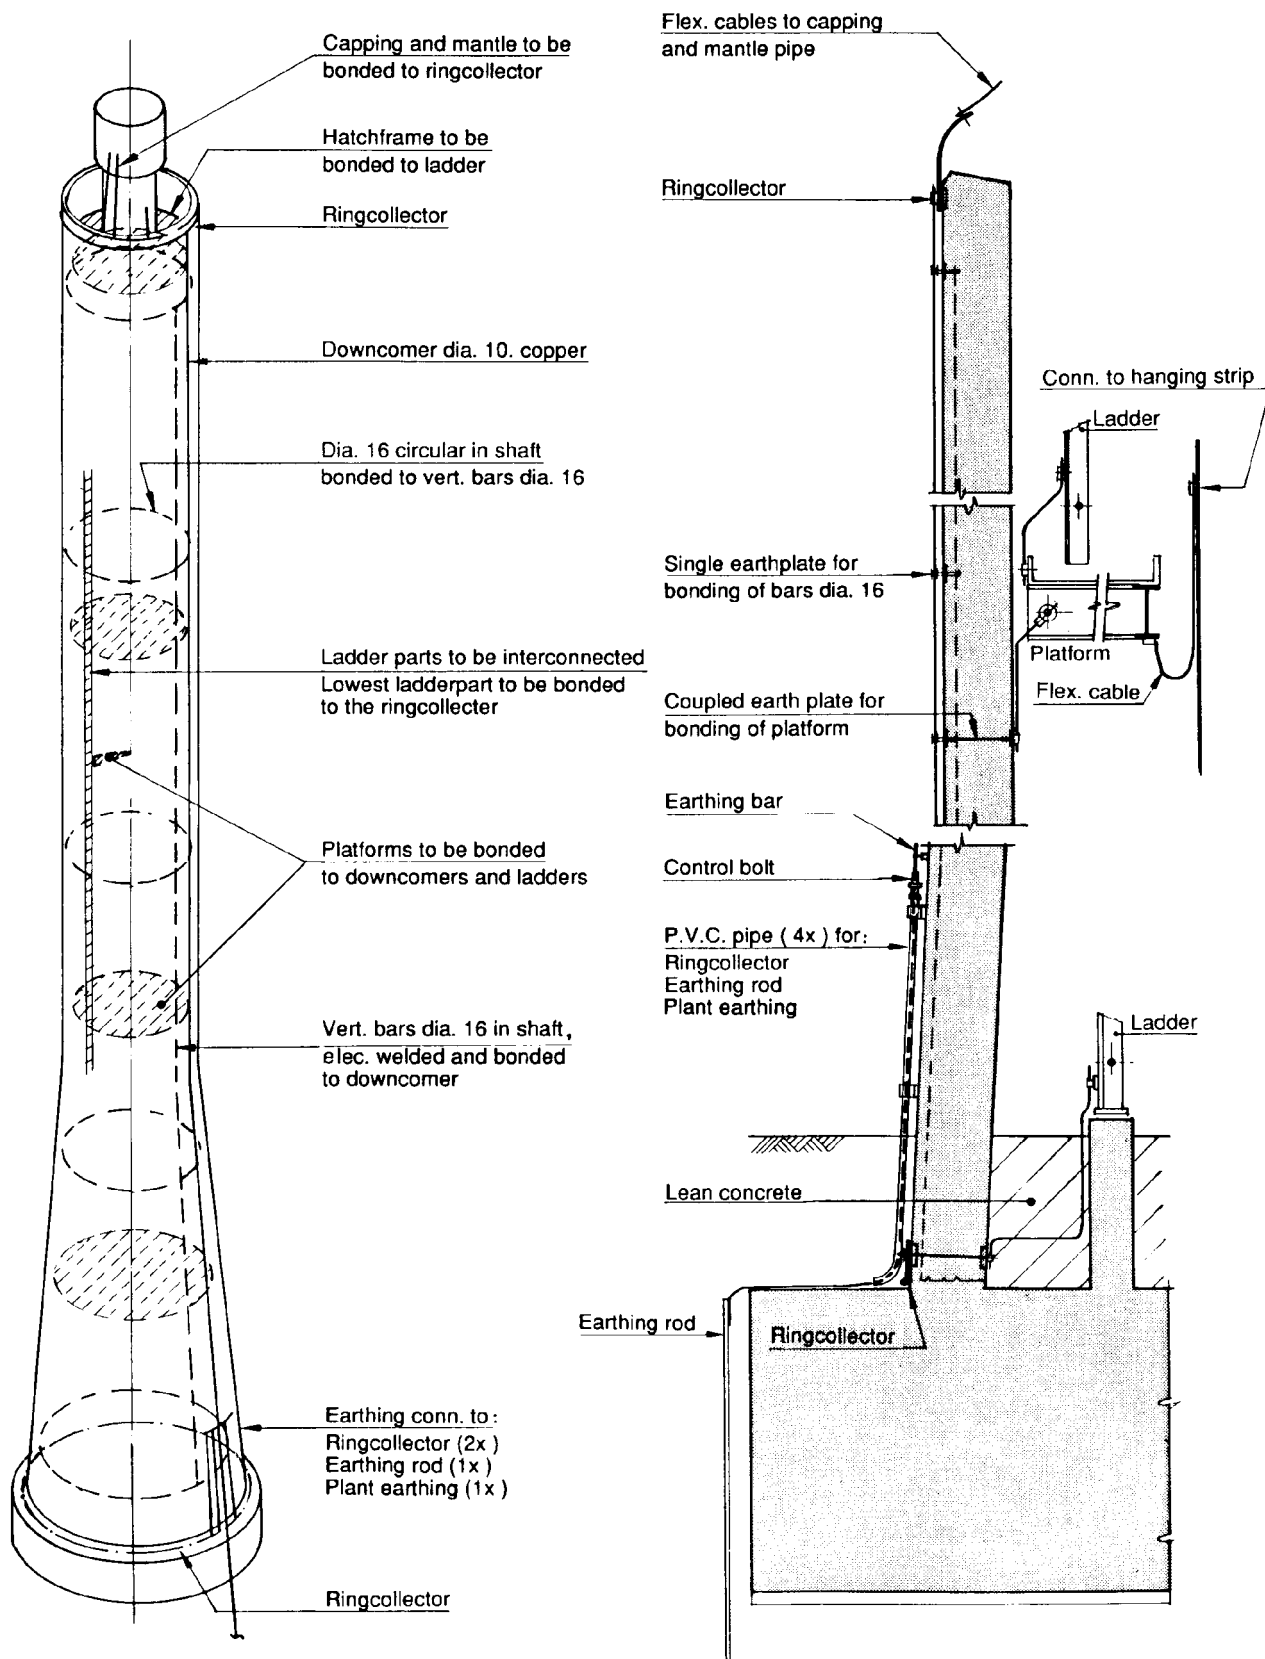 Capping and mantle to be
bonded to ringcollector
Hatchframe to be
bonded to ladder
Ringcollector
Downcomer dia. 10. copper
Dia. 16 circular in shaft
bonded to vert. bars dia. 16
Ladder parts to be interconnected
Lowest ladderpart to be bonded
to the ringcollecter
Platforms to be bonded
to downcomers and ladders
Vert. bars dia. 16 in shaft,
elec. welded and bonded
to downcomer
Earthing conn. to:
Ringcollector (2x)
Earthing rod (1x)
Plant earthing (1x)
Ringcollector
Flex. cables to capping
and mantle pipe
Ringcollector
Conn. to hanging strip
Ladder
Single earthplate for
bonding of bars dia. 16
Platform
Flex. cable
Coupled earth plate for
bonding of platform
Earthing bar
Control bolt
P.V.C. pipe (4x) for:
Ringcollector
Earthing rod
Plant earthing
Ladder
Lean concrete
Earthing rod
Ringcollector